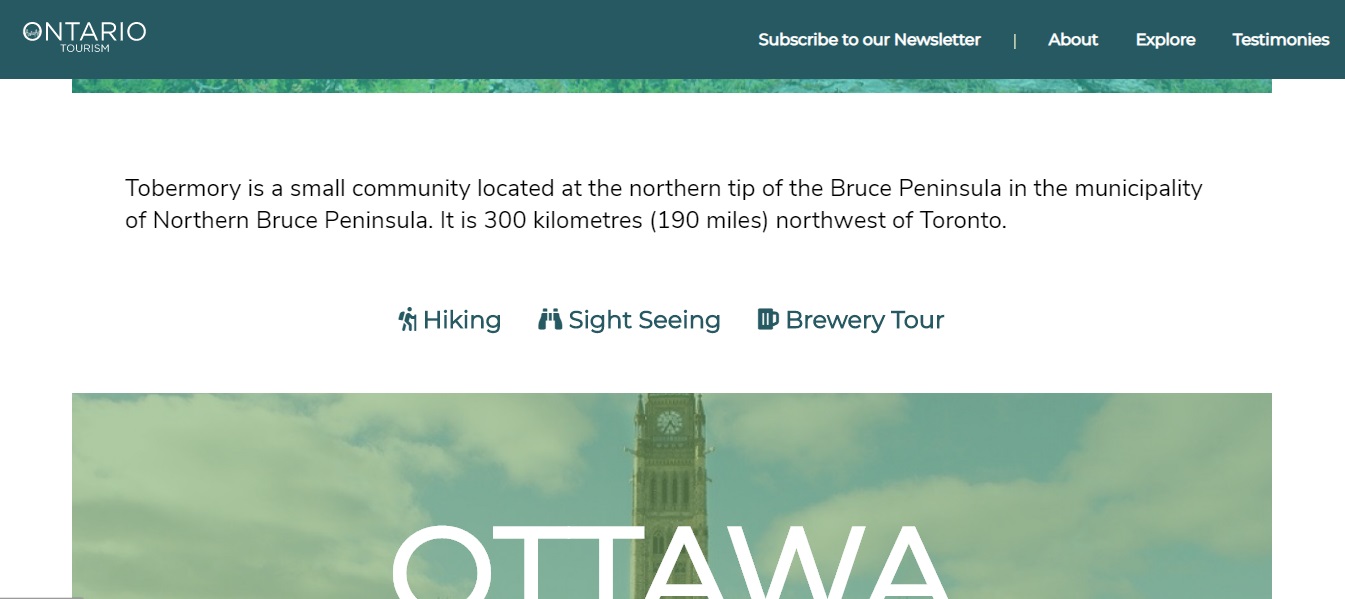 ONTARIO
TOURISM
Subscribe to our Newsletter | About Explore Testimonies
Tobermory is a small community located at the northern tip of the Bruce Peninsula in the municipality
of Northern Bruce Peninsula. It is 300 kilometres (190 miles) northwest of Toronto.
Hiking Sight Seeing Brewery Tour
OTTAWA